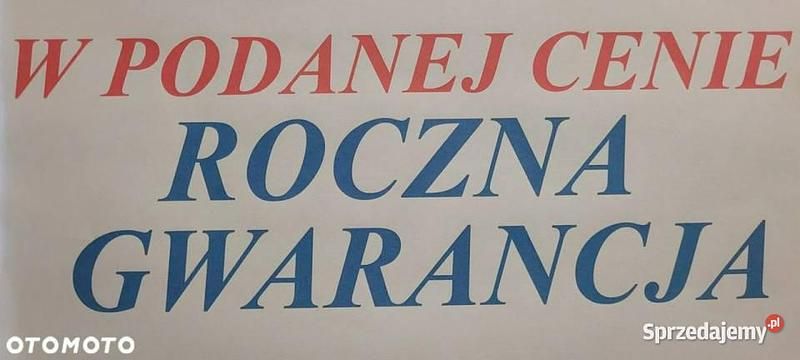 W PODANEJ CENIE
ROCZNA
GWARANCJA
OTOMOTO
Sprzedajemy.pl